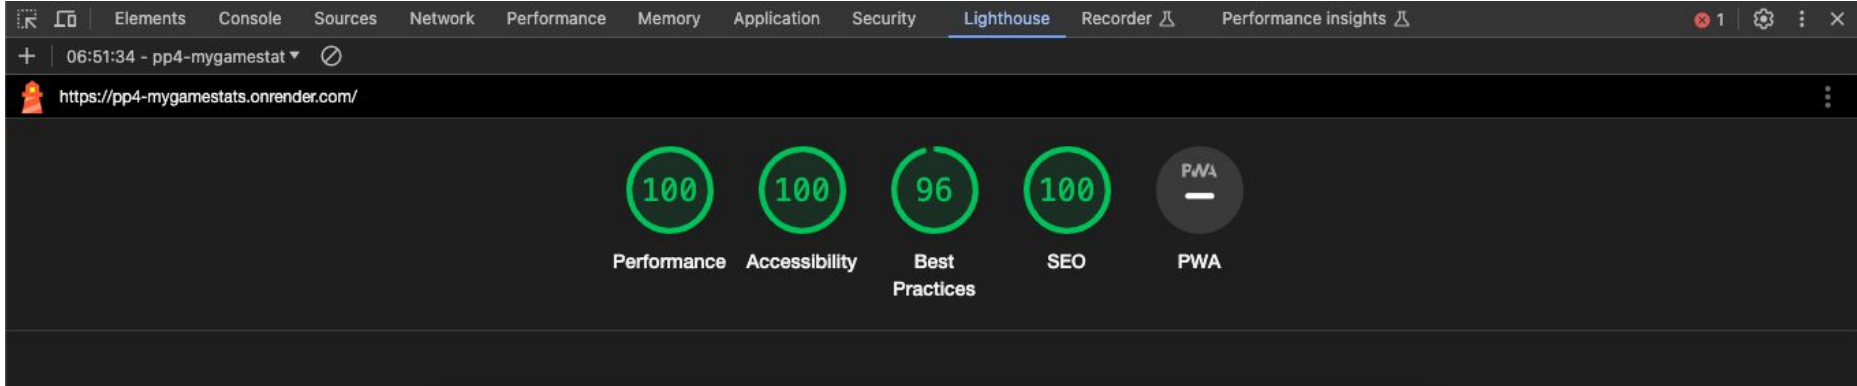 Elements Console Sources Network Performance Memory Application Security Lighthouse Recorder Performance insights 1
06:51:34 - pp4-mygamestat
https://pp4-mygamestats.onrender.com/
100 100 96 100 PWA
Performance Accessibility Best Practices SEO PWA